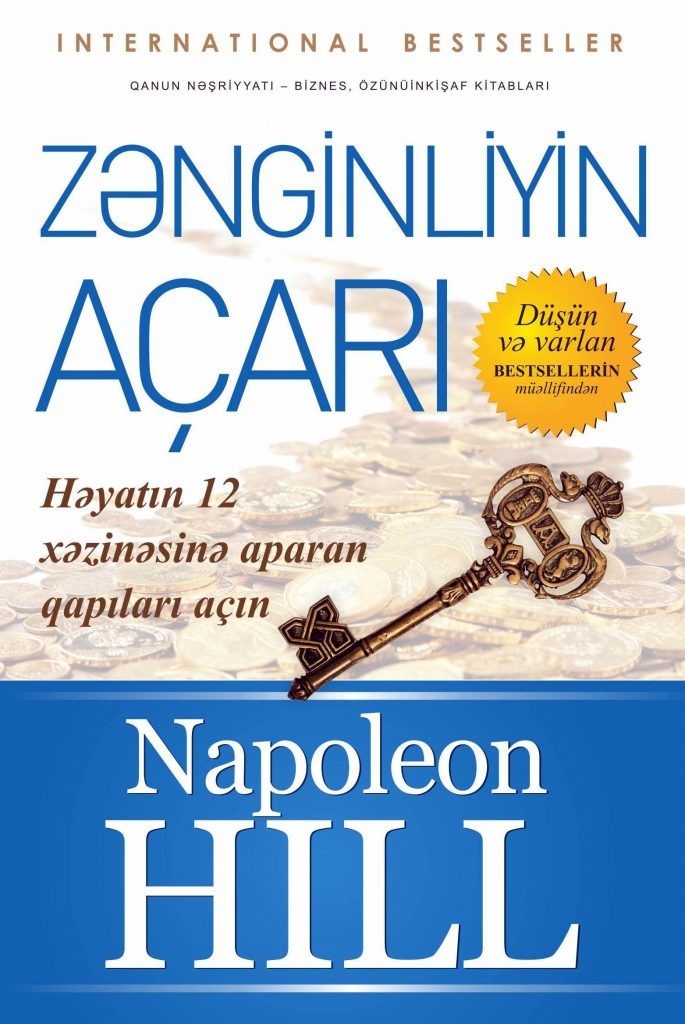 INTERNATIONAL BESTSELLER
QANUN NƏŞRİYYATI – BİZNES, ÖZÜNÜİNKİŞAF KİTABLARI
ZƏNGİNLİYİN
AÇARI
Düşün
və varlan
BESTSELLERİN
müəllifindən
Həyatın 12
xəzinəsinə aparan
qapıları açın
Napoleon
HILL